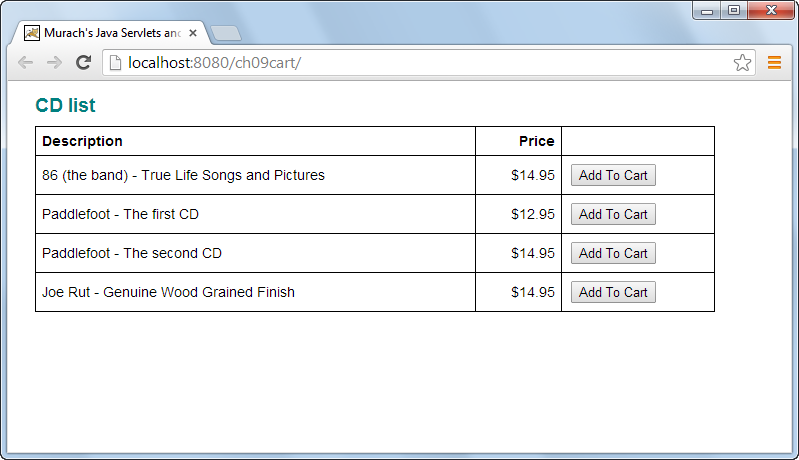 Murach's Java Servlets and
localhost:8080/ch09cart/
CD list
Description Price
86 (the band) - True Life Songs and Pictures $14.95 Add To Cart
Paddlefoot - The first CD $12.95 Add To Cart
Paddlefoot - The second CD $14.95 Add To Cart
Joe Rut - Genuine Wood Grained Finish $14.95 Add To Cart